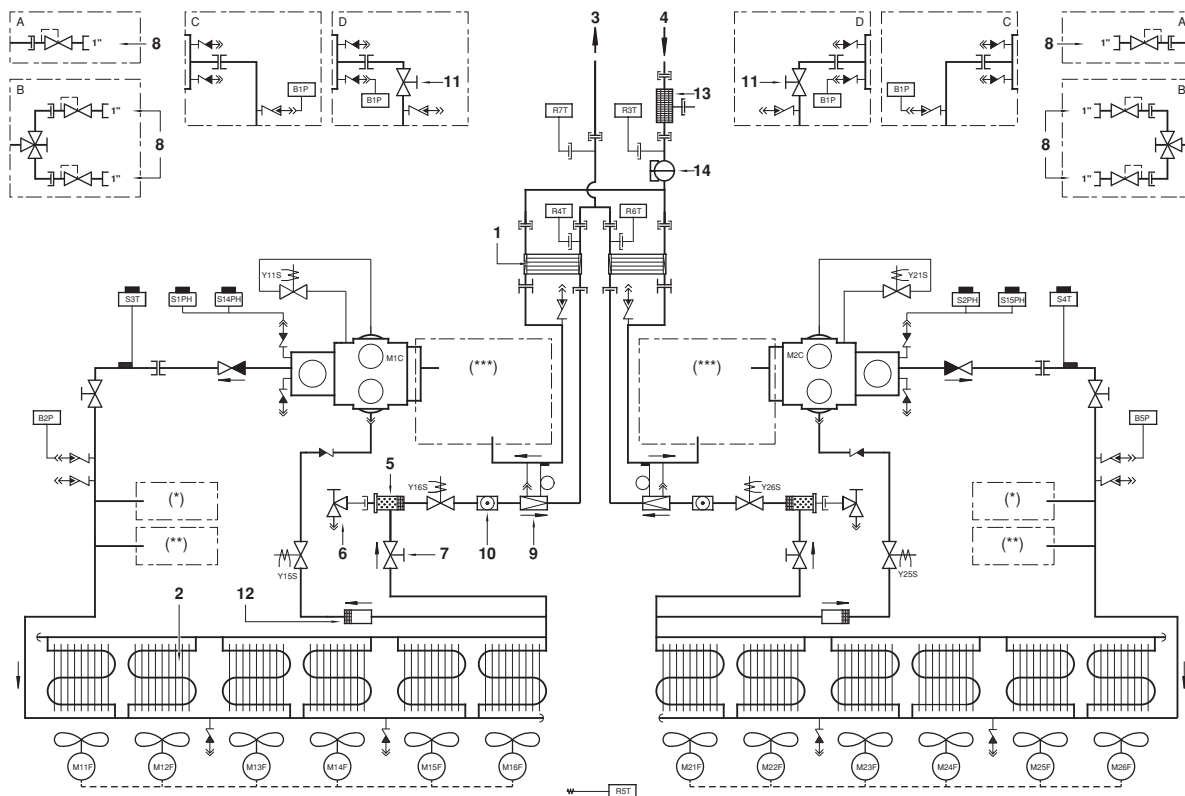 A
1"
8
B
1"
8
1"
C
B1P
D
B1P
11
3
4
R7T
R3T
13
14
D
11
B1P
C
B1P
A
8
1"
B
1"
8
1"
1
R4T
R6T
Y11S
S3T
S1PH
S14PH
M1C
(***)
B2P
(*)
(**)
5
Y16S
6
7
10
9
Y15S
12
2
Y21S
S2PH
S15PH
S4T
M2C
(***)
B5P
(*)
(**)
Y26S
Y25S
M11F
M12F
M13F
M14F
M15F
M16F
M21F
M22F
M23F
M24F
M25F
M26F
R5T